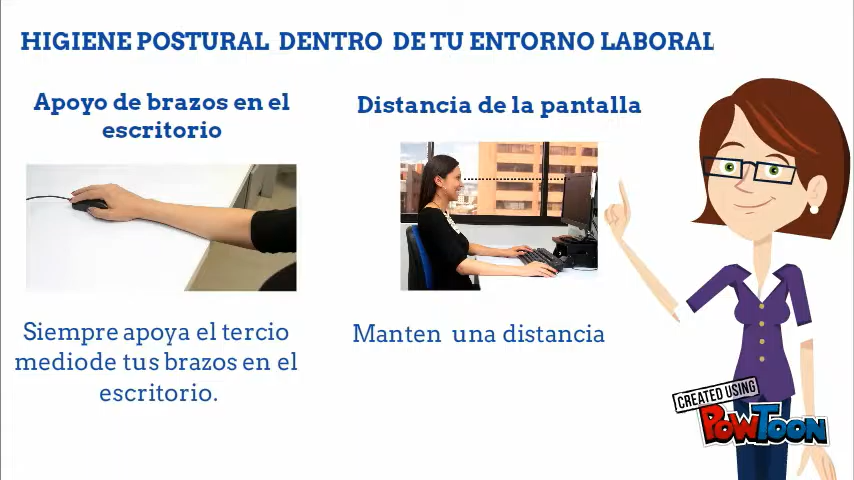 HIGIENE POSTURAL DENTRO DE TU ENTORNO LABORAL
Apoyo de brazos en el
escritorio
Siempre apoya el tercio
mediode tus brazos en el
escritorio.
Distancia de la pantalla
Manten una distancia
CREATED USING
POWTOON